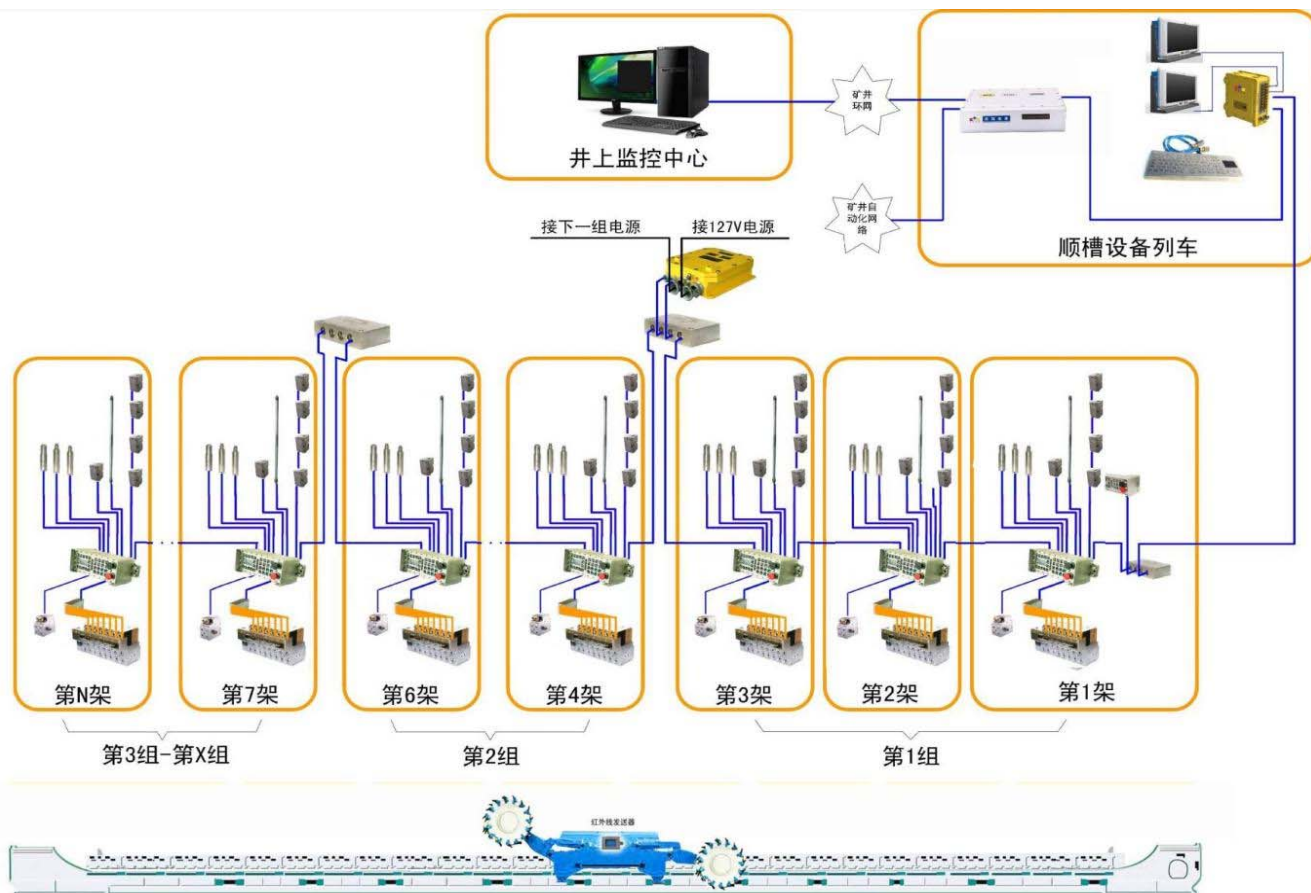 井上监控中心
矿井
环网
矿井自
动化网
络
顺槽设备列车
接下一组电源
接127V电源
第N架
第7架
第6架
第4架
第3架
第2架
第1架
第3组-第X组
第2组
第1组
红外线发送器